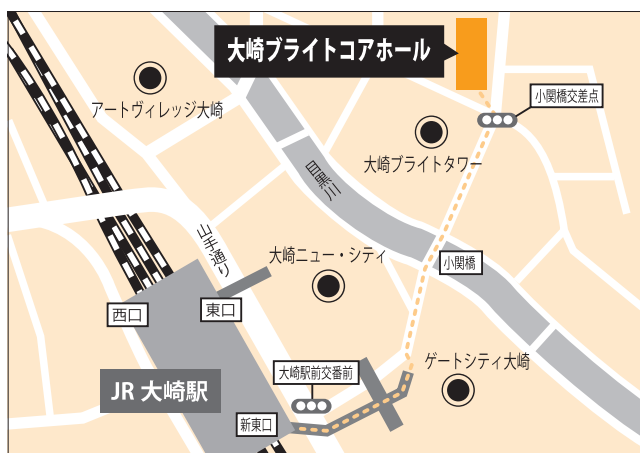 大崎ブライトコアホール
小関橋交差点
アートヴィレッジ大崎
大崎ブライトタワー
目黒川
山手通り
大崎ニュー・シティ
小関橋
西口
東口
ゲートシティ大崎
大崎駅前交番前
JR 大崎駅
新東口